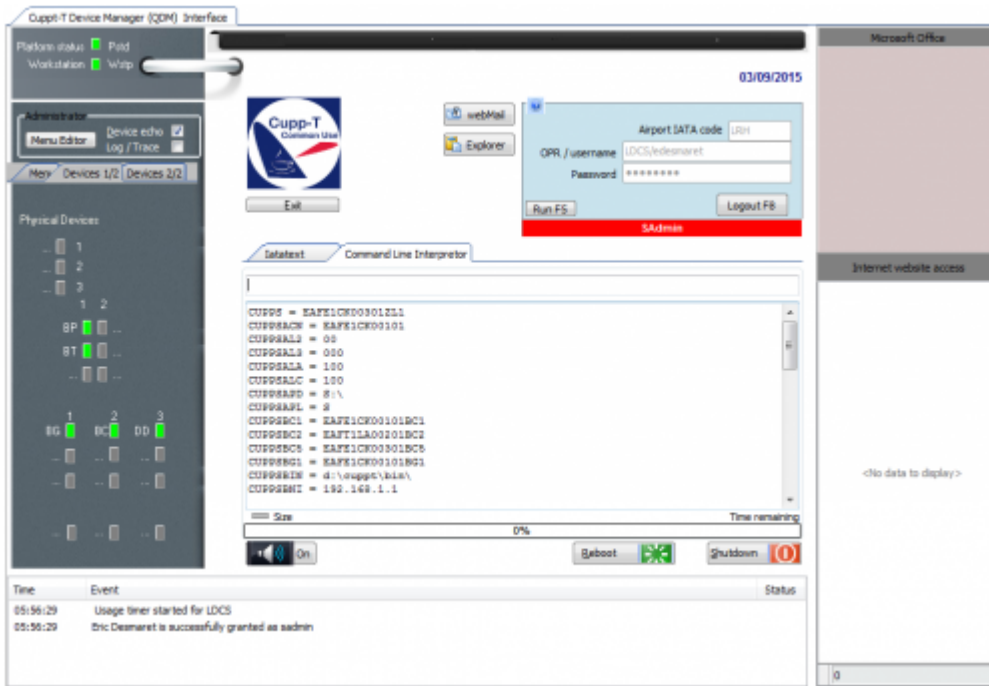 Cuppt-T Device Manager (QDM) Interface
Platform status Pstd
Workstation Wstp
Administrator
Menu Editor
Device echo
Log / Trace
Men Devices 1/2 Devices 2/2
Physical Devices
... 1
... 2
... 3
1 2
BP ...
BT ...
... ...
1 2 3
BG BC DD
... ... ...
... ... ...
... ... ...
03/09/2015
Cupp-T
Common Use
Exit
webMail
Explorer
Airport IATA code LRH
OPR / username LDCS/edesmaret
Password ********
Run F5
Logout F8
SAdmin
Iatatext Command Line Interpretor
CUPPS = EAFE1CK00301ZL1
CUPPSACN = EAFE1CK00101
CUPPSAL2 = 00
CUPPSAL3 = 000
CUPPSALA = 100
CUPPSALC = 100
CUPPSAPD = S:\
CUPPSAPL = S
CUPPSBC1 = EAFE1CK00101BC1
CUPPSBC2 = EAFT1LA00201BC2
CUPPSBC5 = EAFE1CK00301BC5
CUPPSBG1 = EAFE1CK00101BG1
CUPPSBIN = d:\cuppt\bin\
CUPPSBNI = 192.168.1.1
Size
Time remaining
0%
On
Reboot
Shutdown
Time Event Status
05:56:29 Usage timer started for LDCS
05:56:29 Eric Desmaret is successfully granted as sadmin
Microsoft Office
Internet website access
<No data to display>
0